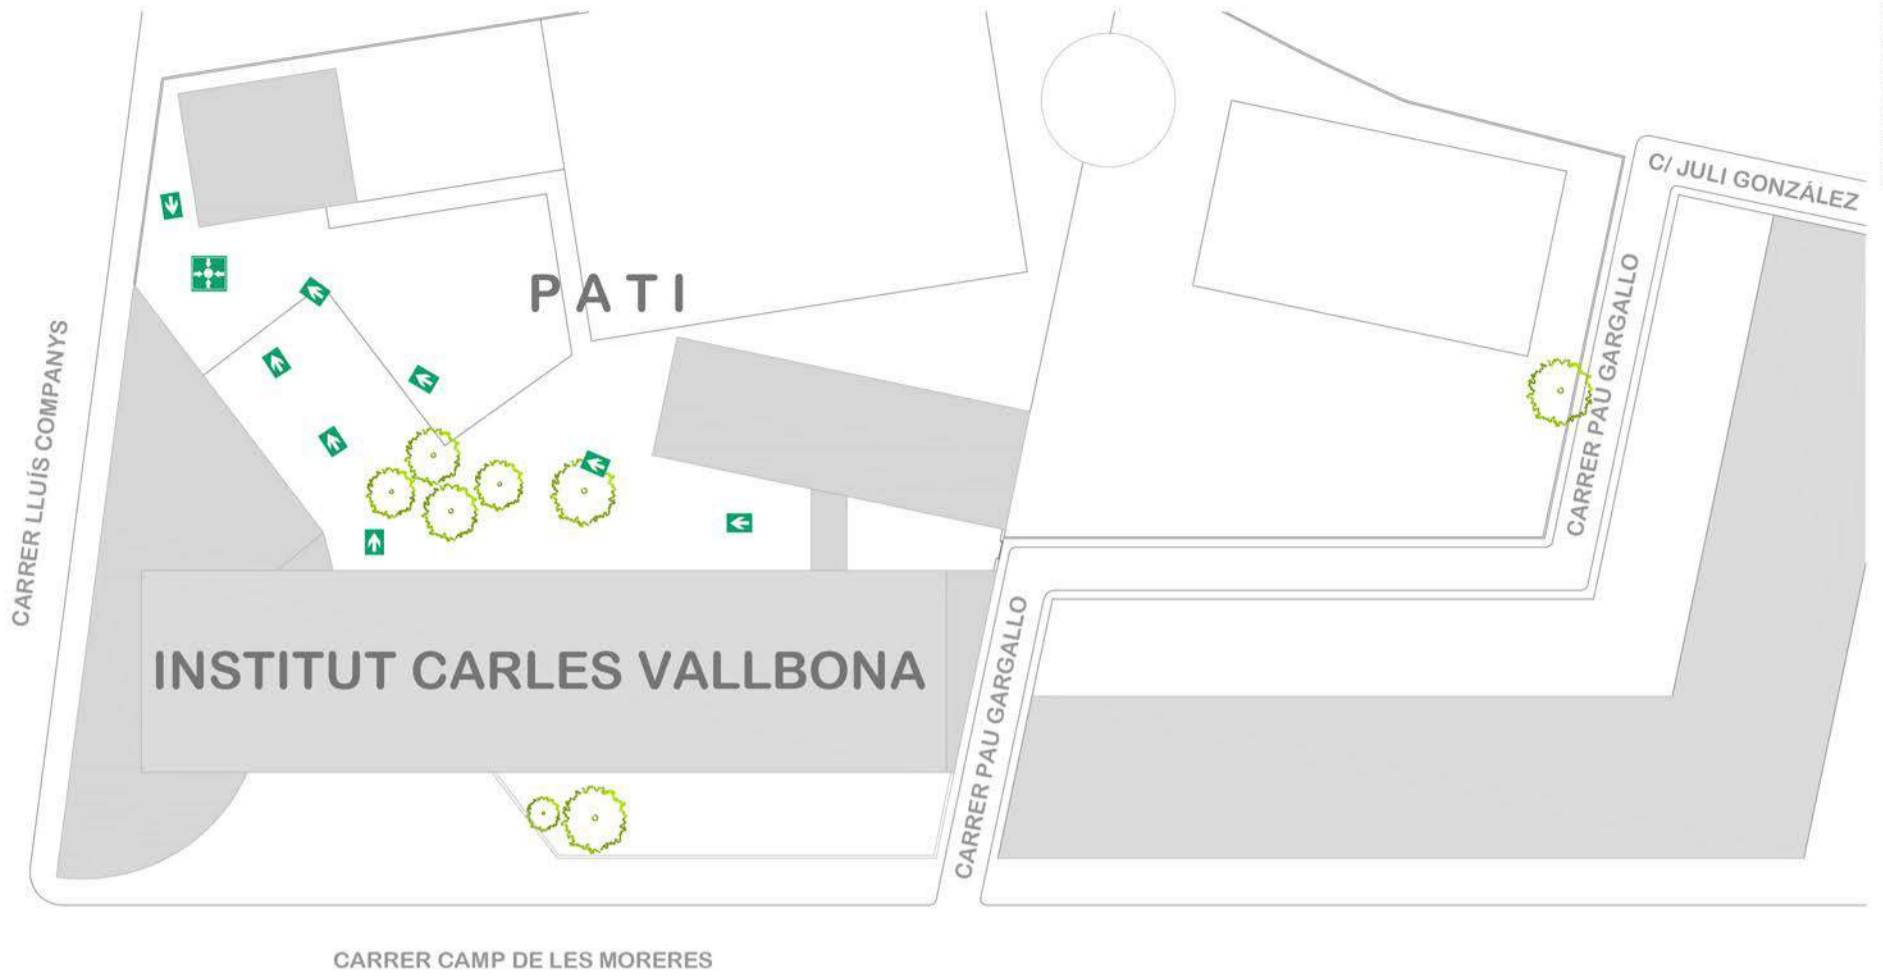 C/ JULI GONZÁLEZ
PATI
CARRER PAU GARGALLO
CARRER LLUÍS COMPANYS
INSTITUT CARLES VALLBONA
CARRER PAU GARGALLO
CARRER CAMP DE LES MORERES